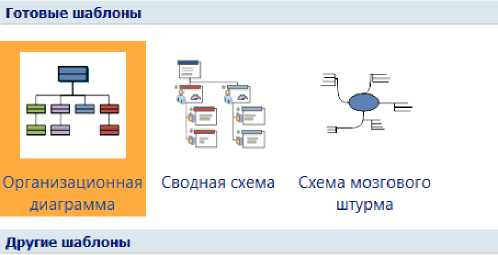 Готовые шаблоны
Организационная диаграмма
Сводная схема
Схема мозгового штурма
Другие шаблоны